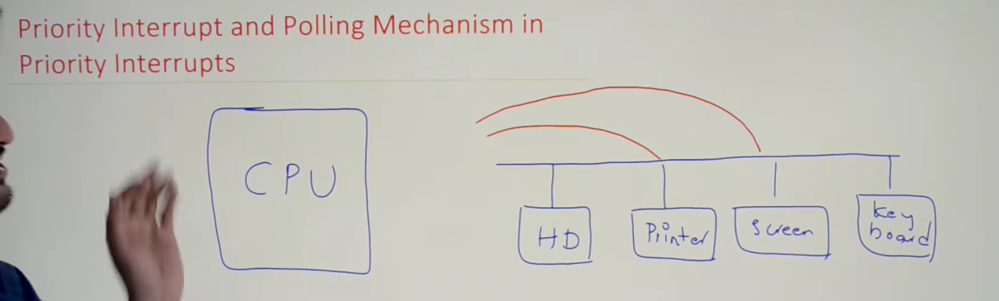 Priority Interrupt and Polling Mechanism in
Priority Interrupts
CPU
HD
Printer
Screen
Key
board